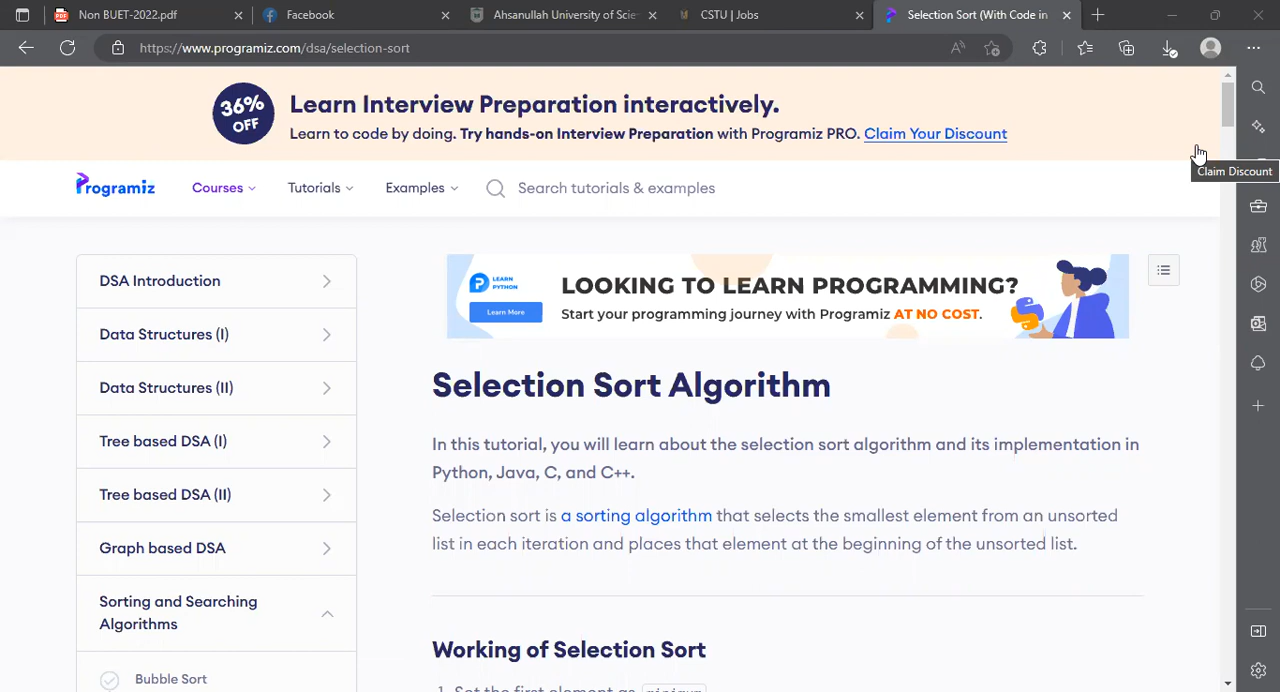 Non BUET-2022.pdf
Facebook
Ahsanullah University of Scie
CSTU | Jobs
Selection Sort (With Code in
https://www.programiz.com/dsa/selection-sort
36% OFF
Learn Interview Preparation interactively.
Learn to code by doing. Try hands-on Interview Preparation with Programiz PRO. Claim Your Discount
Claim Discount
Programiz
Courses
Tutorials
Examples
Search tutorials & examples
DSA Introduction
Data Structures (I)
Data Structures (II)
Tree based DSA (I)
Tree based DSA (II)
Graph based DSA
Sorting and Searching
Algorithms
Bubble Sort
LEARN
PYTHON
Learn More
LOOKING TO LEARN PROGRAMMING?
Start your programming journey with Programiz AT NO COST.
Selection Sort Algorithm
In this tutorial, you will learn about the selection sort algorithm and its implementation in
Python, Java, C, and C++.
Selection sort is a sorting algorithm that selects the smallest element from an unsorted
list in each iteration and places that element at the beginning of the unsorted list.
Working of Selection Sort
1. Set the first element as minimum